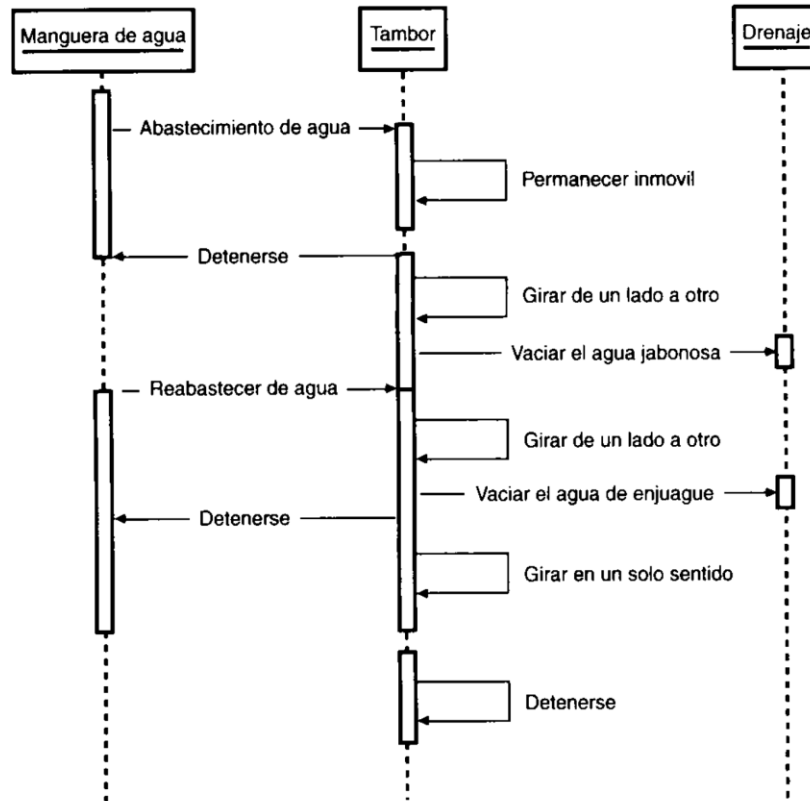 Manguera de agua
Tambor
Drenaje
Abastecimiento de agua
Permanecer inmovil
Detenerse
Girar de un lado a otro
Vaciar el agua jabonosa
Reabastecer de agua
Girar de un lado a otro
Vaciar el agua de enjuague
Detenerse
Girar en un solo sentido
Detenerse